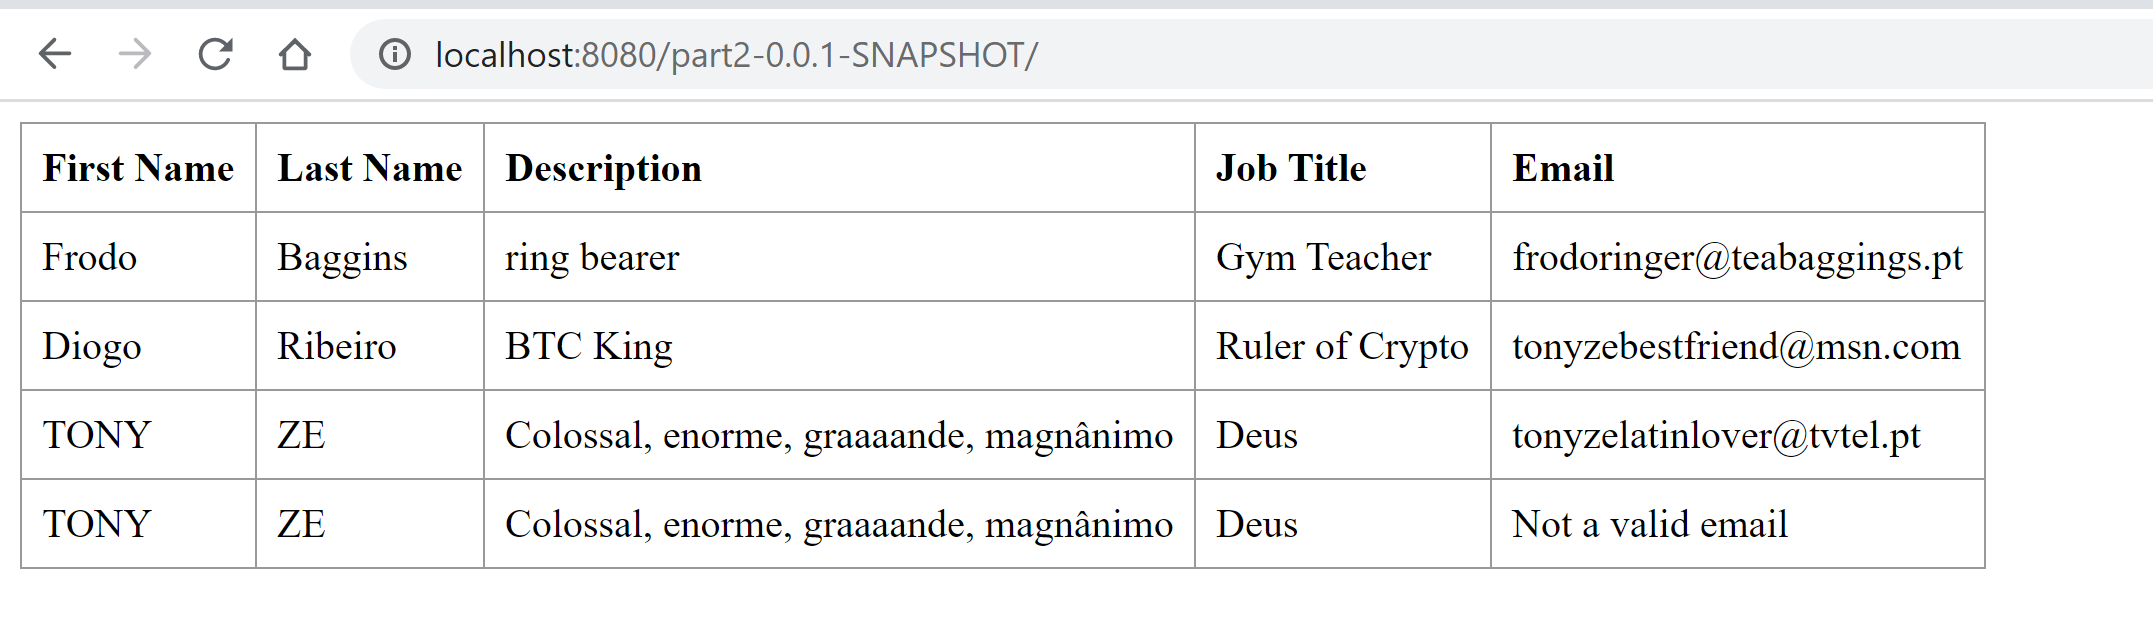 localhost:8080/part2-0.0.1-SNAPSHOT/
First Name Last Name Description Job Title Email
Frodo Baggins ring bearer Gym Teacher frodoringer@teabaggings.pt
Diogo Ribeiro BTC King Ruler of Crypto tonyzebestfriend@msn.com
TONY ZE Colossal, enorme, graaaande, magnânimo Deus tonyzelatinlover@tvtel.pt
TONY ZE Colossal, enorme, graaaande, magnânimo Deus Not a valid email